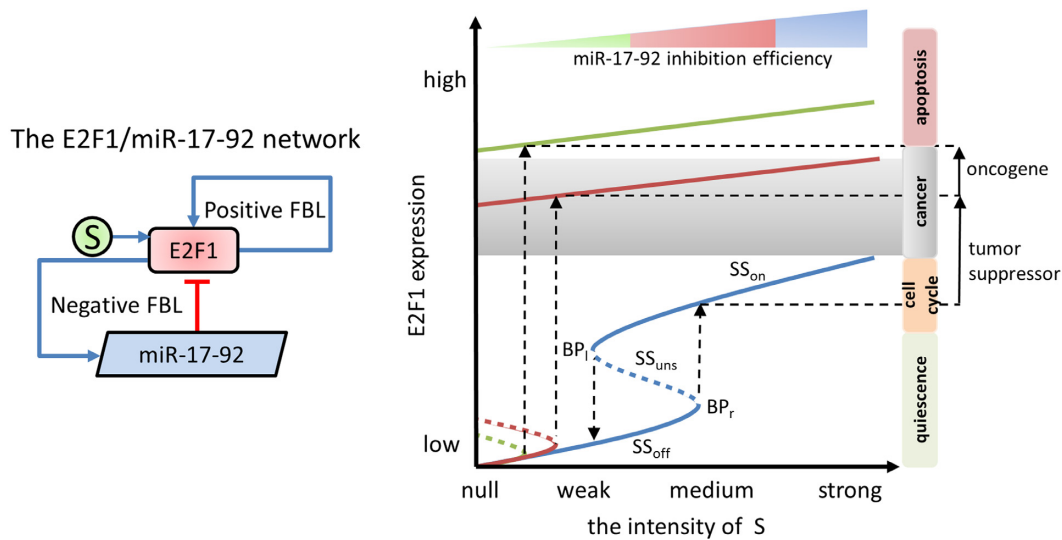 The E2F1/miR-17-92 network
Positive FBL
S
E2F1
Negative FBL
miR-17-92
miR-17-92 inhibition efficiency
high
E2F1 expression
low
SSon
BPl
SSuns
BPr
SSoff
null
weak
medium
strong
the intensity of S
apoptosis
cancer
cell
cycle
quiescence
oncogene
tumor
suppressor